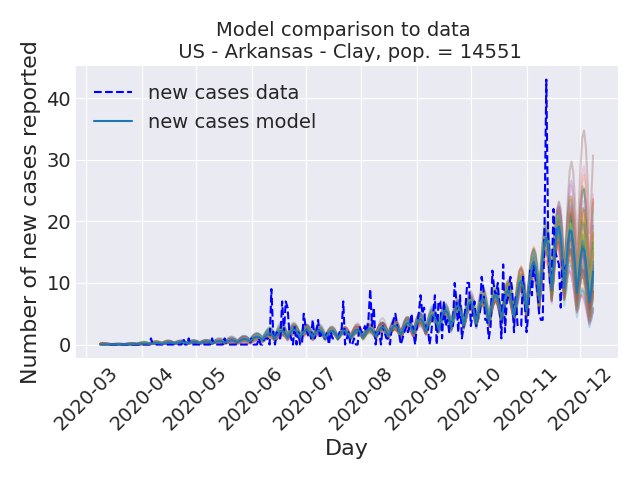 Model comparison to data
US - Arkansas - Clay, pop. = 14551
Number of new cases reported
40
30
20
10
0
new cases data
new cases model
2020-03
2020-04
2020-05
2020-06
2020-07
2020-08
2020-09
2020-10
2020-11
2020-12
Day